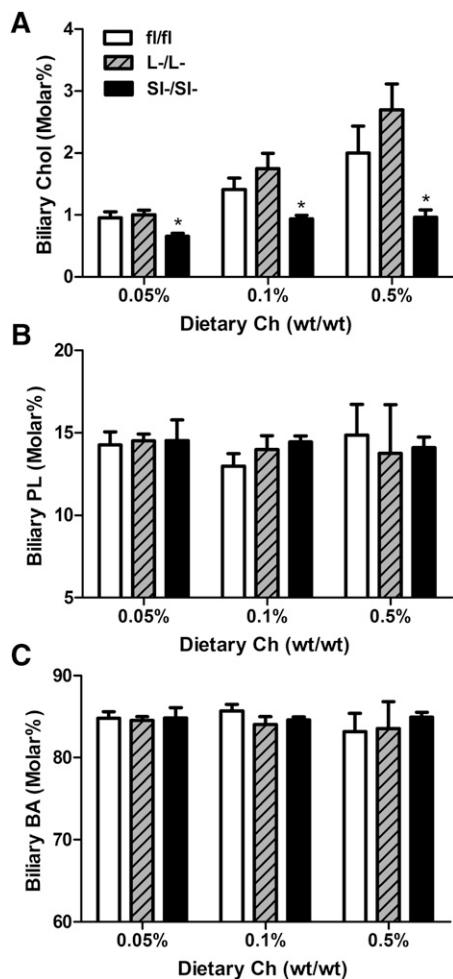 A
fl/fl
L-/L-
SI-/SI-
Biliary Chol (Molar%)
4
3
2
1
0
*
*
*
0.05%
0.1%
0.5%
Dietary Ch (wt/wt)
B
Biliary PL (Molar%)
20
15
10
5
0.05%
0.1%
0.5%
Dietary Ch (wt/wt)
C
Biliary BA (Molar%)
90
80
70
60
0.05%
0.1%
0.5%
Dietary Ch (wt/wt)